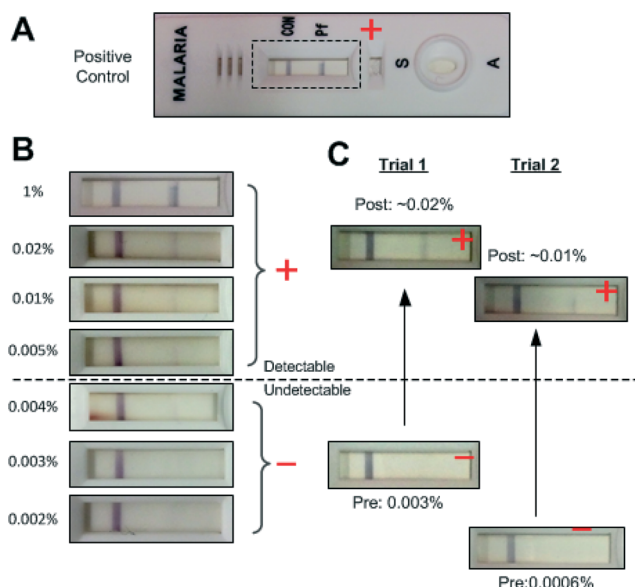 A
Positive
Control
MALARIA
CON
Pf
+
S
A
B
1%
0.02%
0.01%
0.005%
+
Detectable
Undetectable
0.004%
0.003%
0.002%
−
C
Trial 1
Trial 2
Post: ~0.02%
+
Post: ~0.01%
+
−
Pre: 0.003%
−
Pre:0.0006%